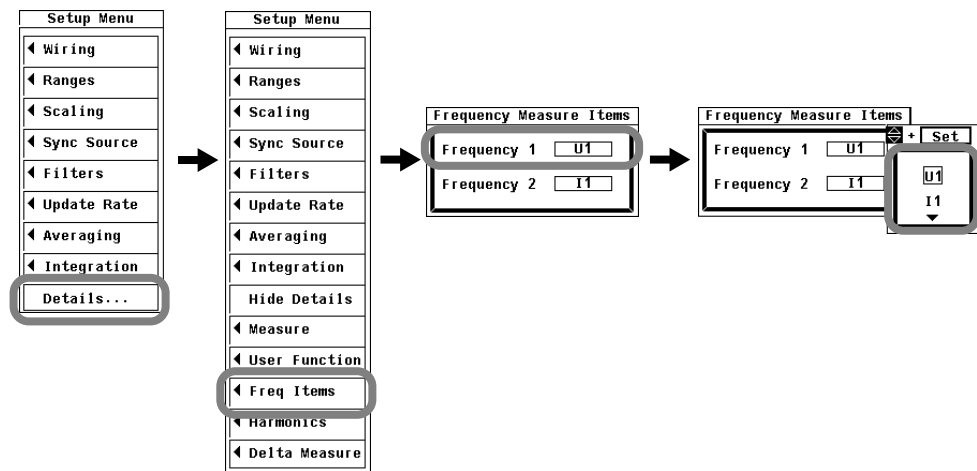 Setup Menu
Wiring
Ranges
Scaling
Sync Source
Filters
Update Rate
Averaging
Integration
Details...
Setup Menu
Wiring
Ranges
Scaling
Sync Source
Filters
Update Rate
Averaging
Integration
Hide Details
Measure
User Function
Freq Items
Harmonics
Delta Measure
Frequency Measure Items
Frequency 1 U1
Frequency 2 I1
Frequency Measure Items
+ Set
Frequency 1 U1
Frequency 2 I1
U1
I1